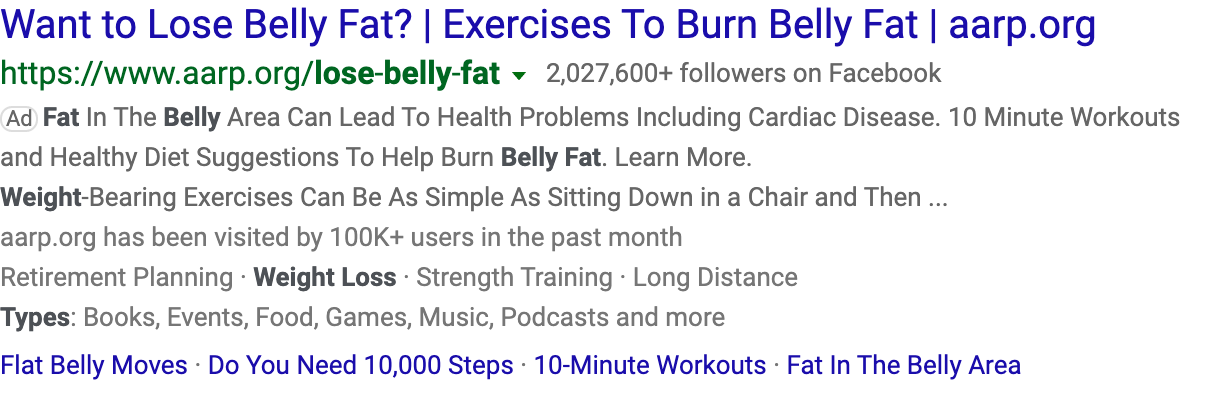 Want to Lose Belly Fat? | Exercises To Burn Belly Fat | aarp.org
https://www.aarp.org/lose-belly-fat ▼ 2,027,600+ followers on Facebook
Ad Fat In The Belly Area Can Lead To Health Problems Including Cardiac Disease. 10 Minute Workouts
and Healthy Diet Suggestions To Help Burn Belly Fat. Learn More.
Weight-Bearing Exercises Can Be As Simple As Sitting Down in a Chair and Then ...
aarp.org has been visited by 100K+ users in the past month
Retirement Planning · Weight Loss · Strength Training · Long Distance
Types: Books, Events, Food, Games, Music, Podcasts and more
Flat Belly Moves · Do You Need 10,000 Steps · 10-Minute Workouts · Fat In The Belly Area